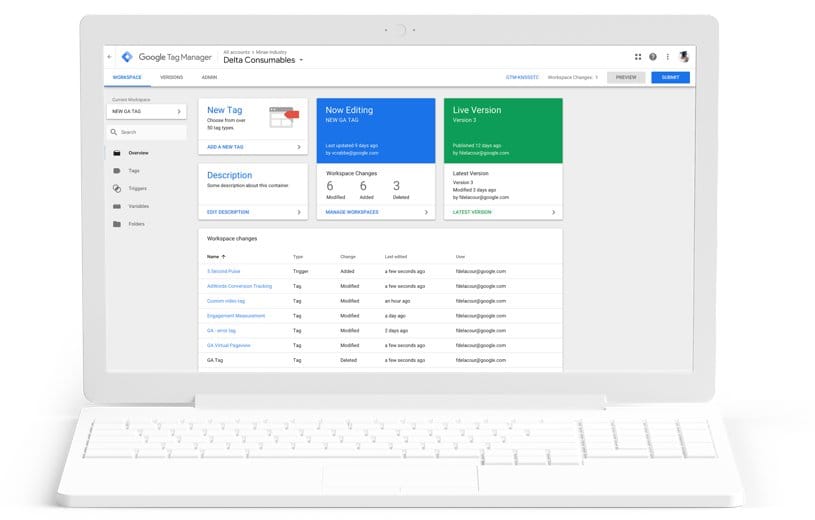 Google Tag Manager
All accounts > Minae Industry
Delta Consumables
WORKSPACE VERSIONS ADMIN
Workspace Changes: PREVIEW SUBMIT
Current Workspace
NEW GA TAG
Search
Overview
Tags
Triggers
Variables
Folders
New Tag
Choose from over
50 tag types.
ADD A NEW TAG
Description
Some description about this container.
EDIT DESCRIPTION
Now Editing
NEW GA TAG
Last updated 9 days ago
by vcrabbe@google.com
Workspace Changes
6 6 3
Modified Added Deleted
MANAGE WORKSPACES
Live Version
Version 3
Published 12 days ago
by fdelacour@google.com
Latest Version
Version 3
Modified 3 days ago
by fdelacour@google.com
LATEST VERSION
Workspace changes
Name Type Change Last edited User
5 Second Pulse Trigger Added a few seconds ago fdelacour@google.com
AdWords Conversion Tracking Tag Modified a few seconds ago fdelacour@google.com
Custom video tag Tag Modified an hour ago fdelacour@google.com
Engagement Measurement Tag Modified a day ago fdelacour@google.com
GA - error tag Tag Modified 2 days ago fdelacour@google.com
GA Virtual Pageview Tag Modified a few seconds ago fdelacour@google.com
GA Tag Tag Deleted a few seconds ago fdelacour@google.com